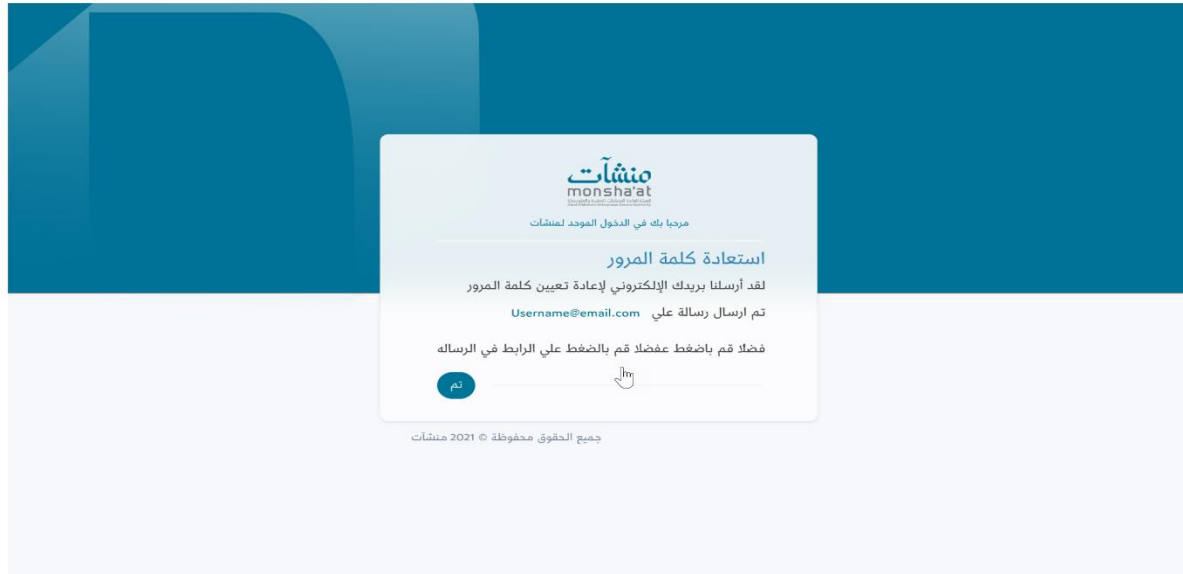 منشآت
monsha'at
مرحبا بك في الدخول الموحد لمنشآت
استعادة كلمة المرور
لقد أرسلنا بريدك الإلكتروني لإعادة تعيين كلمة المرور
تم ارسال رسالة علي Username@email.com
فضلًا قم باضغط عفضلا قم بالضغط علي الرابط في الرساله
تم
جميع الحقوق محفوظة © 2021 منشآت